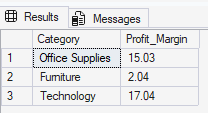 Results Messages
Category Profit_Margin
1 Office Supplies 15.03
2 Furniture 2.04
3 Technology 17.04